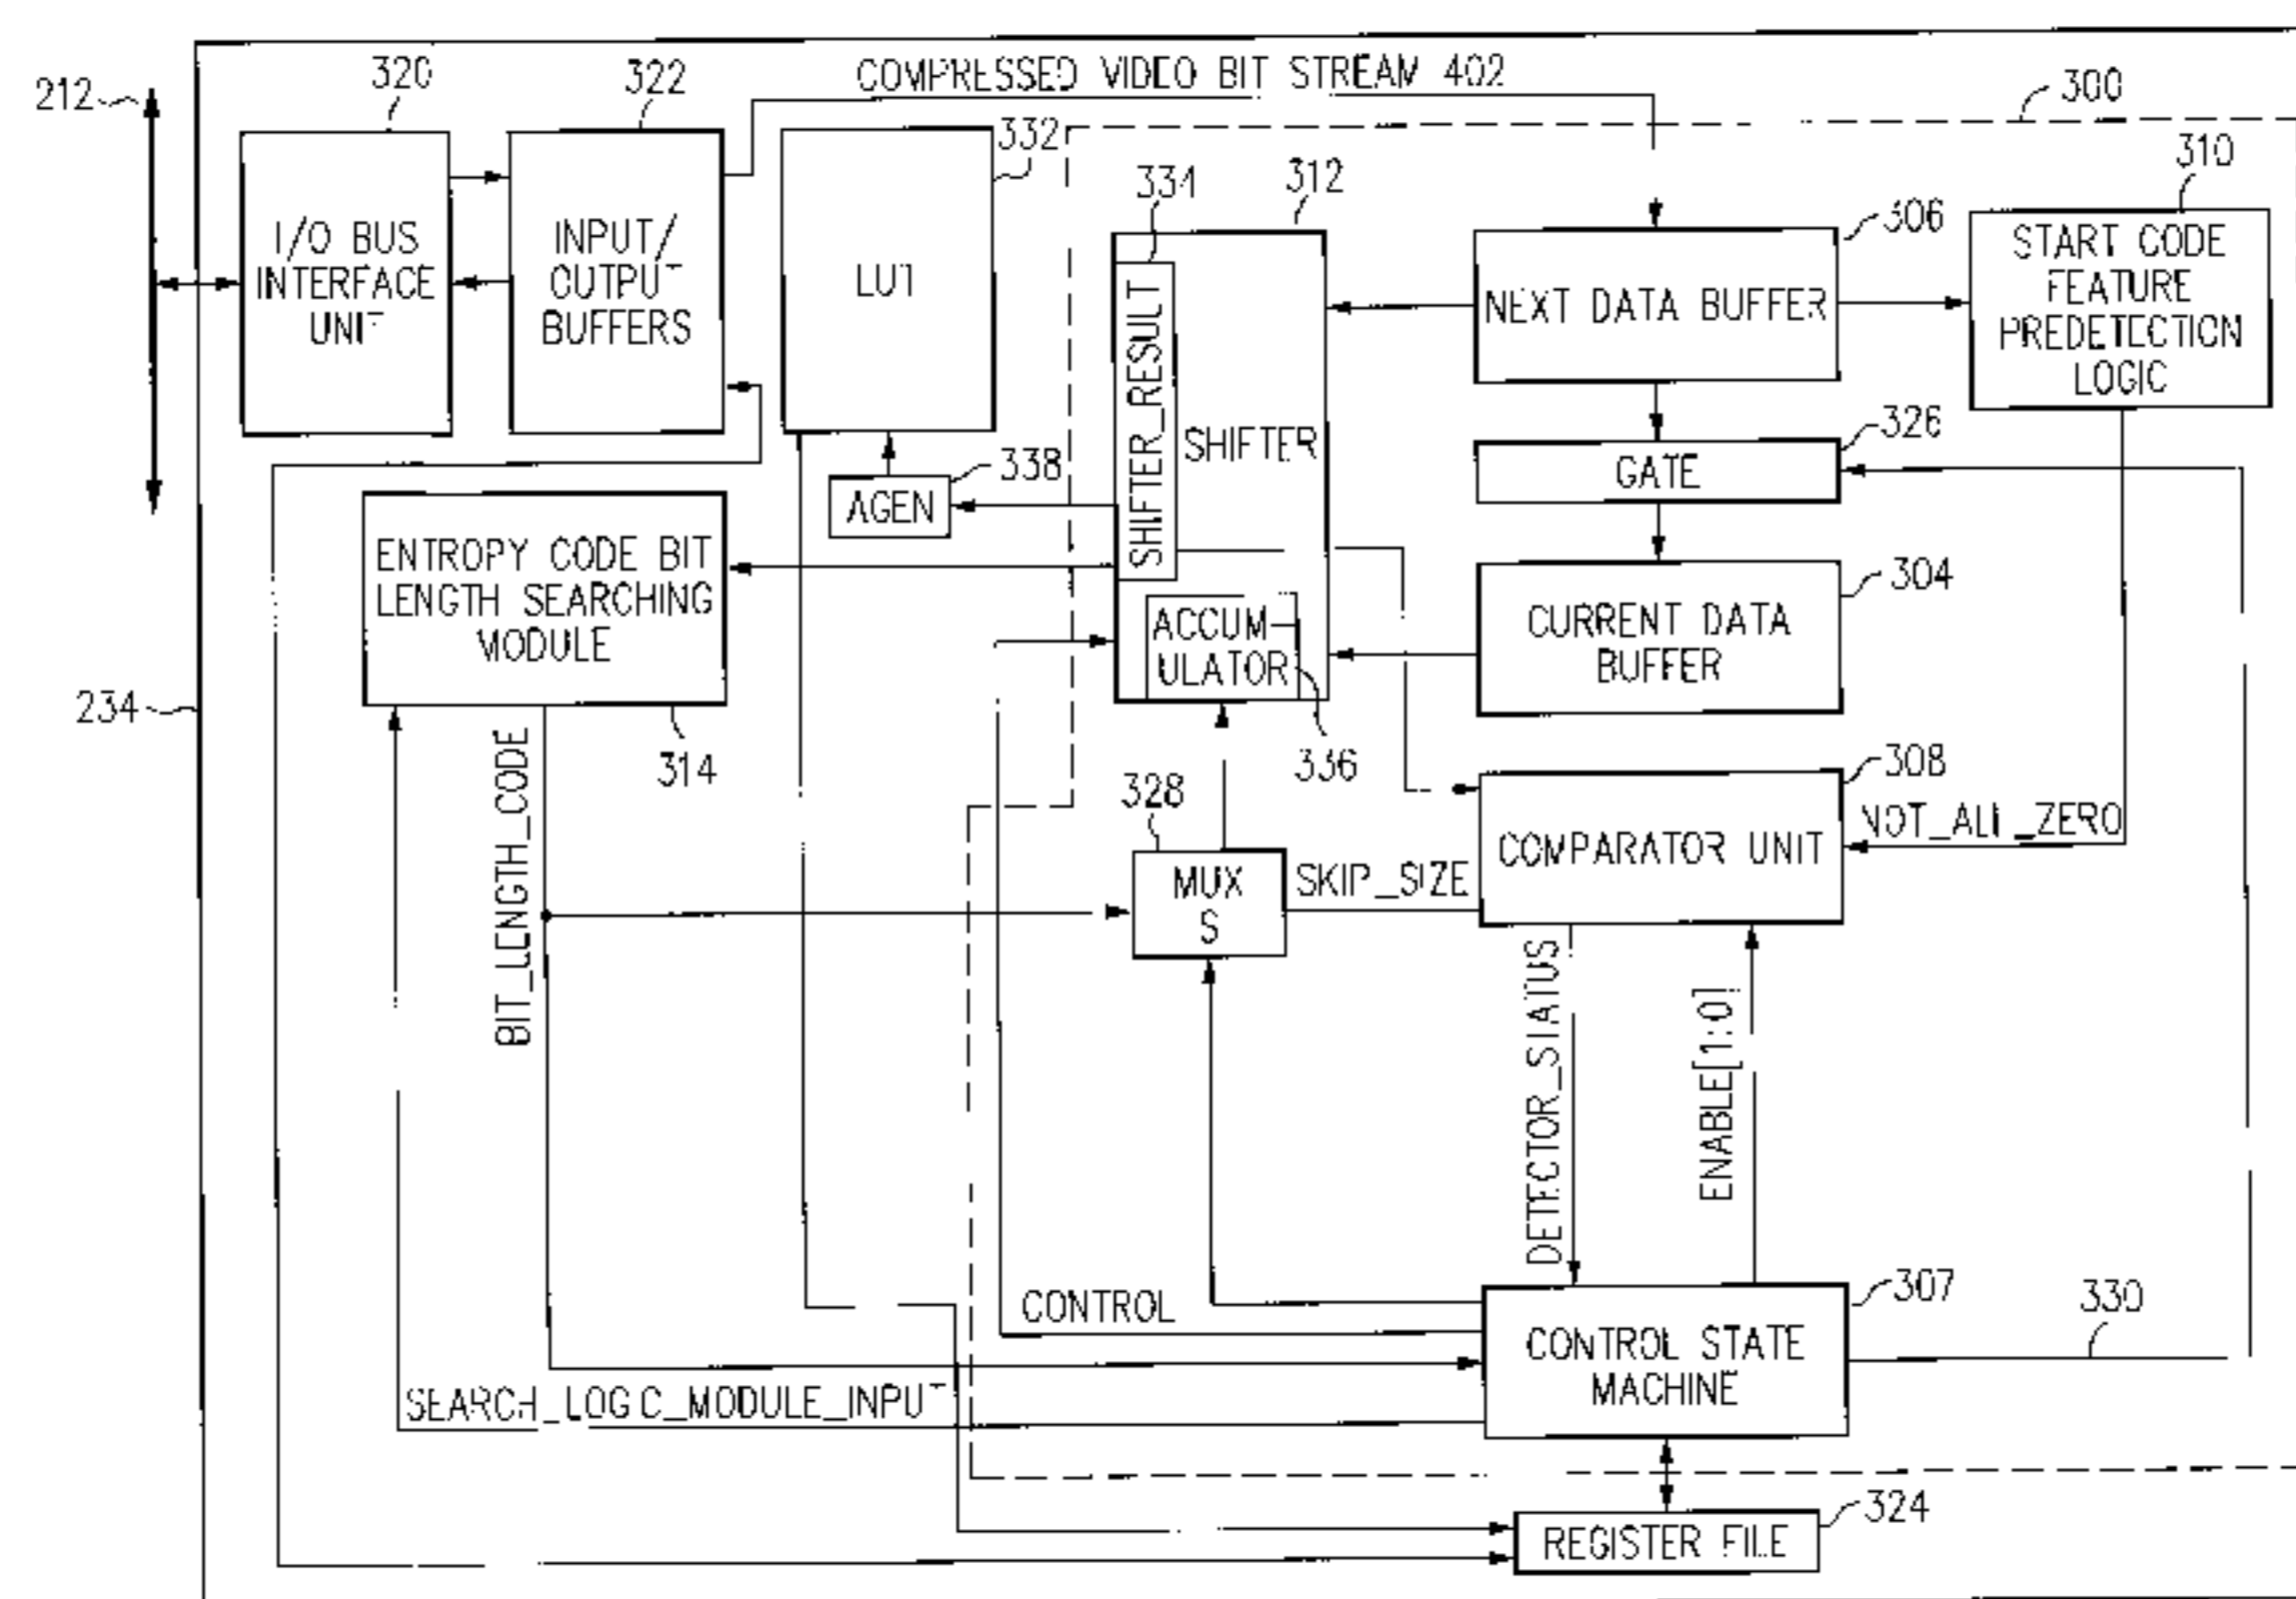 COMPRESSED VIDEO BIT STREAM 402
212
320
322
332
300
334
312
310
306
I/O BUS
INTERFACE
UNIT
INPUT/
OUTPUT
BUFFERS
LUT
SHIFTER_RESULT
SHIFTER
NEXT DATA BUFFER
START CODE
FEATURE
PREDETECTION
LOGIC
326
GATE
338
AGEN
ENTROPY CODE BIT
LENGTH SEARCHING
MODULE
304
CURRENT DATA
BUFFER
ACCUM-
ULATOR
234
314
336
308
BIT_LENGTH_CODE
328
MUX
S
SKIP_SIZE
COMPARATOR UNIT
NOT_ALL_ZERO
DETECTOR_STATUS
ENABLE[1:0]
307
330
CONTROL
CONTROL STATE
MACHINE
SEARCH_LOGIC_MODULE_INPUT
324
REGISTER FILE